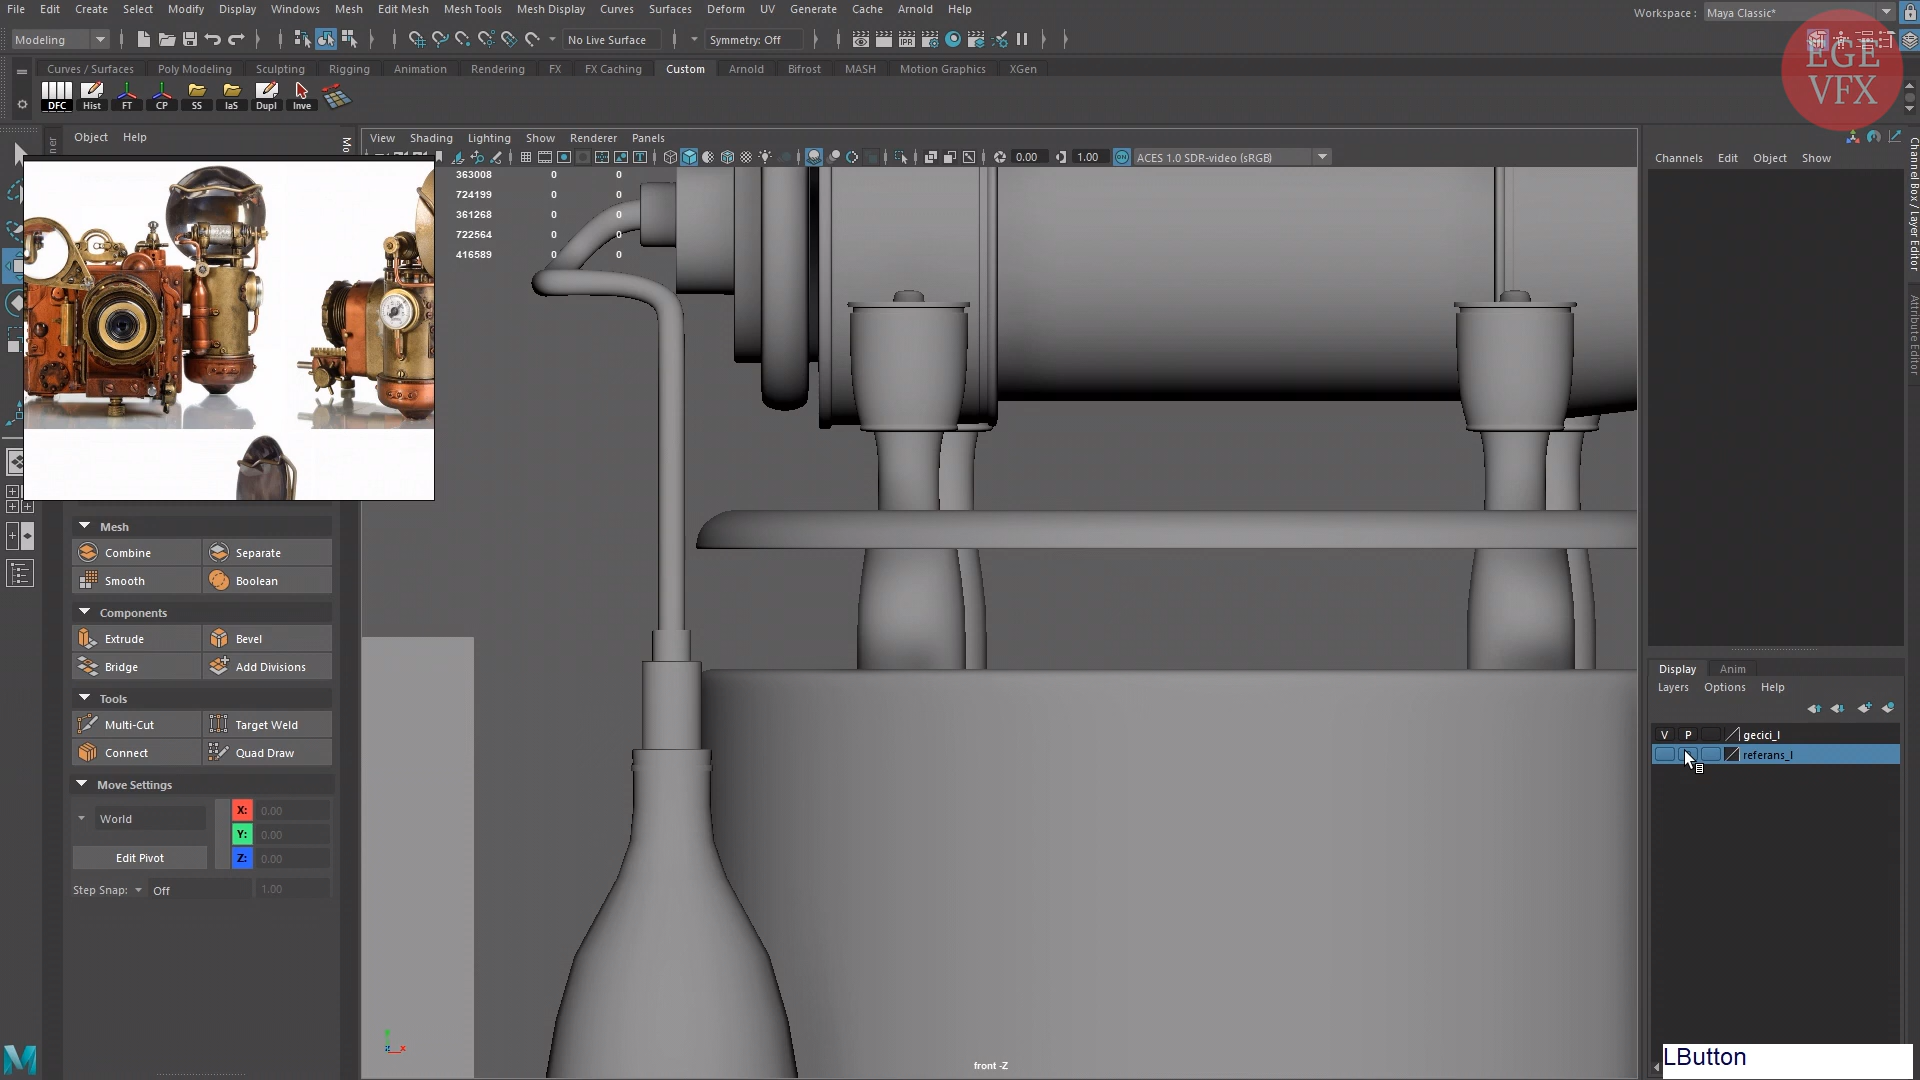 File Edit Create Select Modify Display Windows Mesh Edit Mesh Mesh Tools Mesh Display Curves Surfaces Deform UV Generate Cache Arnold Help
Workspace : Maya Classic*
Modeling No Live Surface Symmetry: Off
EGE
VFX
Curves / Surfaces Poly Modeling Sculpting Rigging Animation Rendering FX FX Caching Custom Arnold Bifrost MASH Motion Graphics XGen
DFC Hist FT CP SS IaS Dupl Inve
Object Help
View Shading Lighting Show Renderer Panels
0.00 1.00 ACES 1.0 SDR-video (sRGB)
Channels Edit Object Show
Channel Box / Layer Editor
Attribute Editor
363008 0 0
724199 0 0
361268 0 0
722564 0 0
416589 0 0
Mesh
Combine Separate
Smooth Boolean
Components
Extrude Bevel
Bridge Add Divisions
Tools
Multi-Cut Target Weld
Connect Quad Draw
Move Settings
World X: 0.00
Y: 0.00
Edit Pivot Z: 0.00
Step Snap: Off 1.00
Display Anim
Layers Options Help
V P gecici_l
referans_l
front -Z
LButton